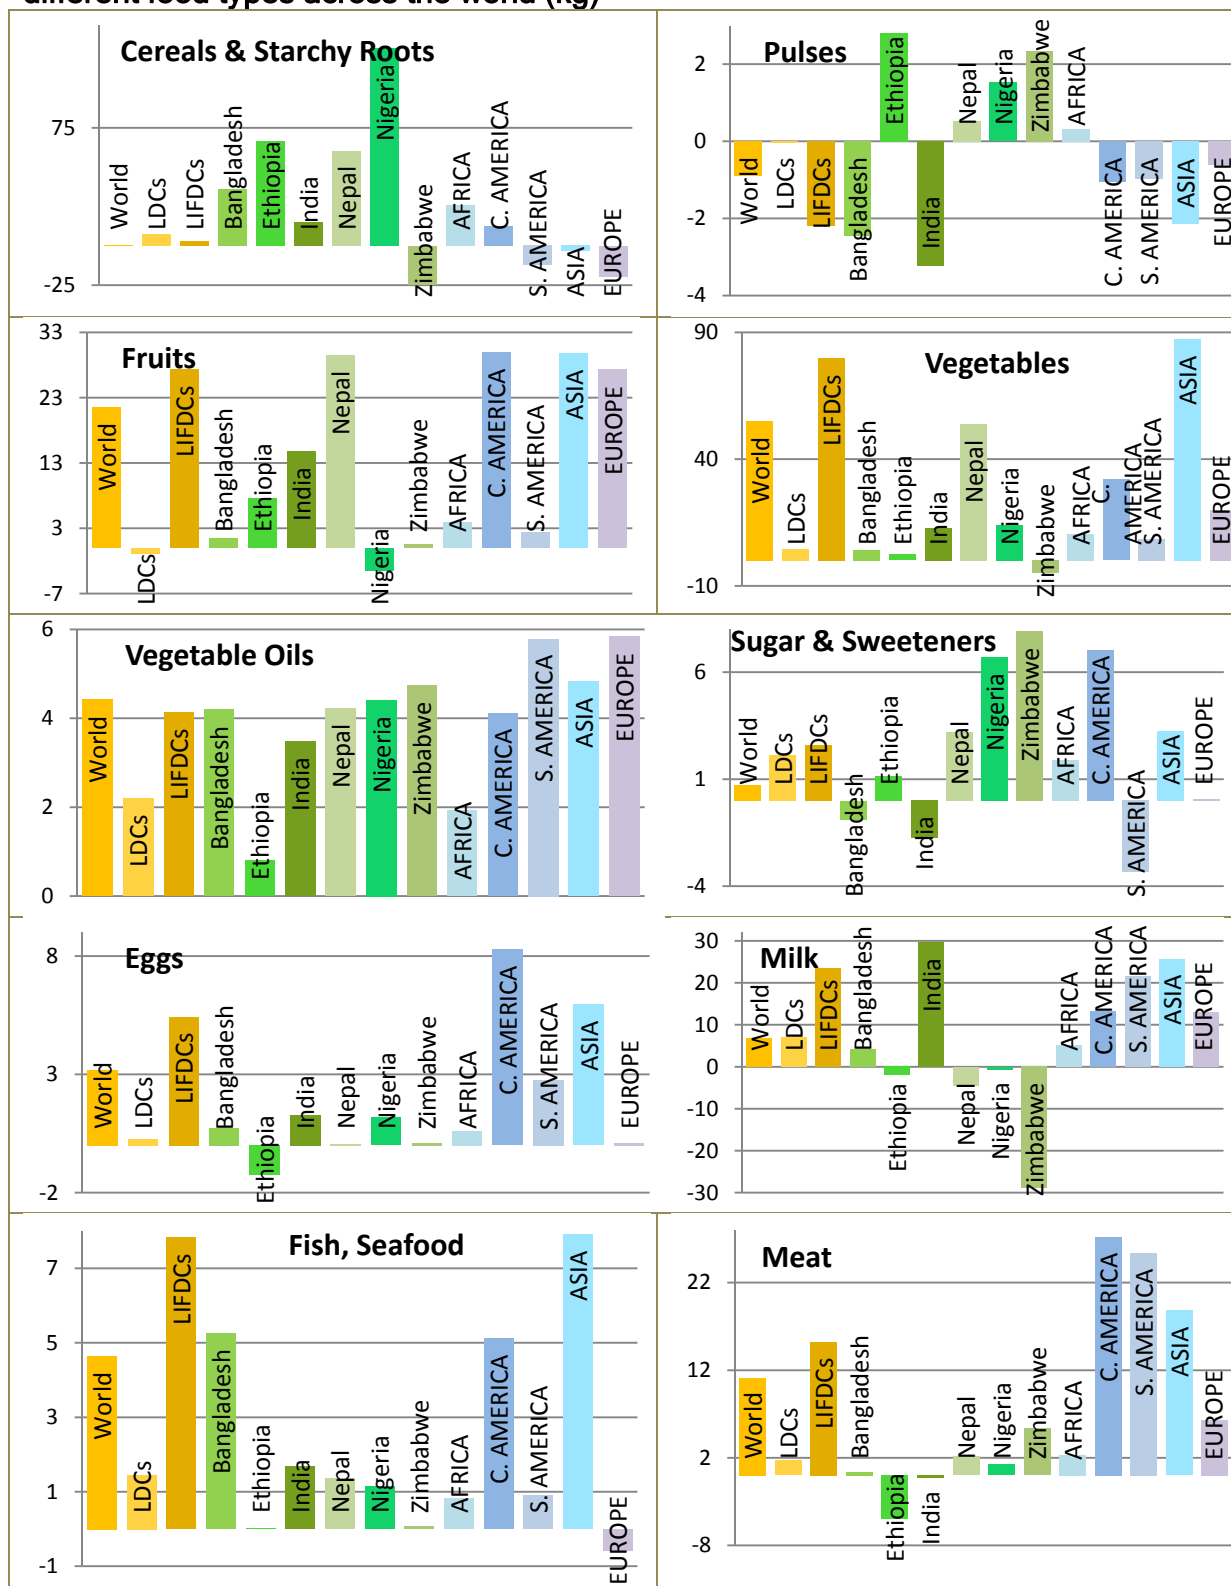 different food types across the world (kg)
Cereals & Starchy Roots
75
-25
World
LDCs
LIFDCs
Bangladesh
Ethiopia
India
Nepal
Nigeria
Zimbabwe
AFRICA
C. AMERICA
S. AMERICA
ASIA
EUROPE
Pulses
2
0
-2
-4
World
LDCs
LIFDCs
Bangladesh
Ethiopia
India
Nepal
Nigeria
Zimbabwe
AFRICA
C. AMERICA
S. AMERICA
ASIA
EUROPE
Fruits
33
23
13
3
-7
World
LDCs
LIFDCs
Bangladesh
Ethiopia
India
Nepal
Nigeria
Zimbabwe
AFRICA
C. AMERICA
S. AMERICA
ASIA
EUROPE
Vegetables
90
40
-10
World
LDCs
LIFDCs
Bangladesh
Ethiopia
India
Nepal
Nigeria
Zimbabwe
AFRICA
C.
AMERICA
S. AMERICA
ASIA
EUROPE
Vegetable Oils
6
4
2
0
World
LDCs
LIFDCs
Bangladesh
Ethiopia
India
Nepal
Nigeria
Zimbabwe
AFRICA
C. AMERICA
S. AMERICA
ASIA
EUROPE
Sugar & Sweeteners
6
1
-4
World
LDCs
LIFDCs
Bangladesh
Ethiopia
India
Nepal
Nigeria
Zimbabwe
AFRICA
C. AMERICA
S. AMERICA
ASIA
EUROPE
Eggs
8
3
-2
World
LDCs
LIFDCs
Bangladesh
Ethiopia
India
Nepal
Nigeria
Zimbabwe
AFRICA
C. AMERICA
S. AMERICA
ASIA
EUROPE
Milk
30
20
10
0
-10
-20
-30
World
LDCs
LIFDCs
Bangladesh
Ethiopia
India
Nepal
Nigeria
Zimbabwe
AFRICA
C. AMERICA
S. AMERICA
ASIA
EUROPE
Fish, Seafood
7
5
3
1
-1
World
LDCs
LIFDCs
Bangladesh
Ethiopia
India
Nepal
Nigeria
Zimbabwe
AFRICA
C. AMERICA
S. AMERICA
ASIA
EUROPE
Meat
22
12
2
-8
World
LDCs
LIFDCs
Bangladesh
Ethiopia
India
Nepal
Nigeria
Zimbabwe
AFRICA
C. AMERICA
S. AMERICA
ASIA
EUROPE